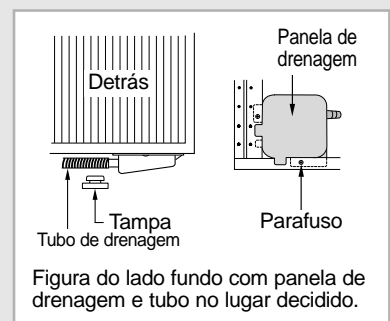 Detrás
Tampa
Tubo de drenagem
Panela de
drenagem
Parafuso
Figura do lado fundo com panela de
drenagem e tubo no lugar decidido.